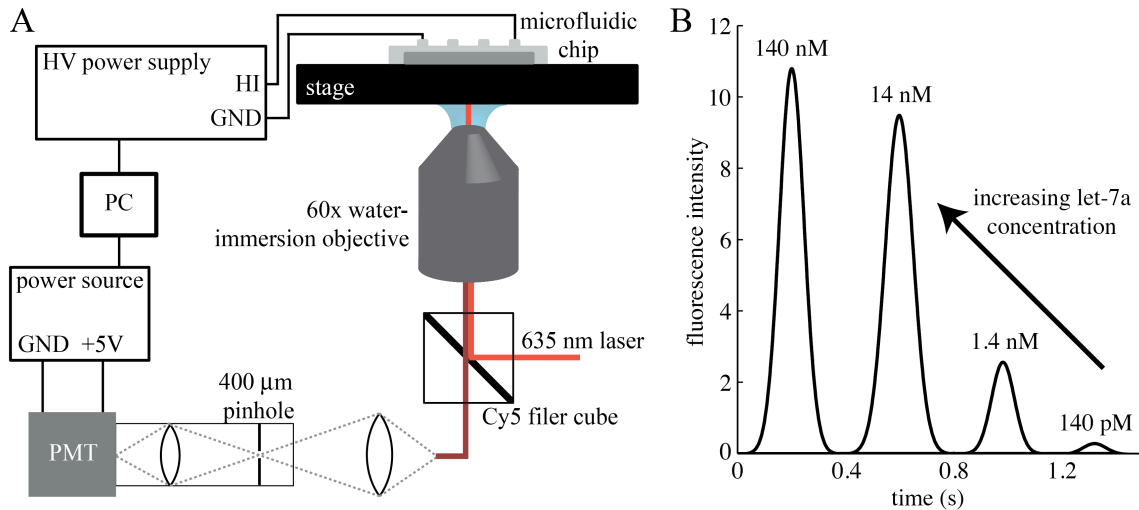 A
HV power supply
HI
GND
microfluidic
chip
stage
PC
60x water-
immersion objective
power source
GND +5V
635 nm laser
400 μm
pinhole
Cy5 filer cube
PMT
B
12
10
8
6
4
2
0
fluorescence intensity
140 nM
14 nM
increasing let-7a
concentration
1.4 nM
140 pM
0 0.4 0.8 1.2
time (s)